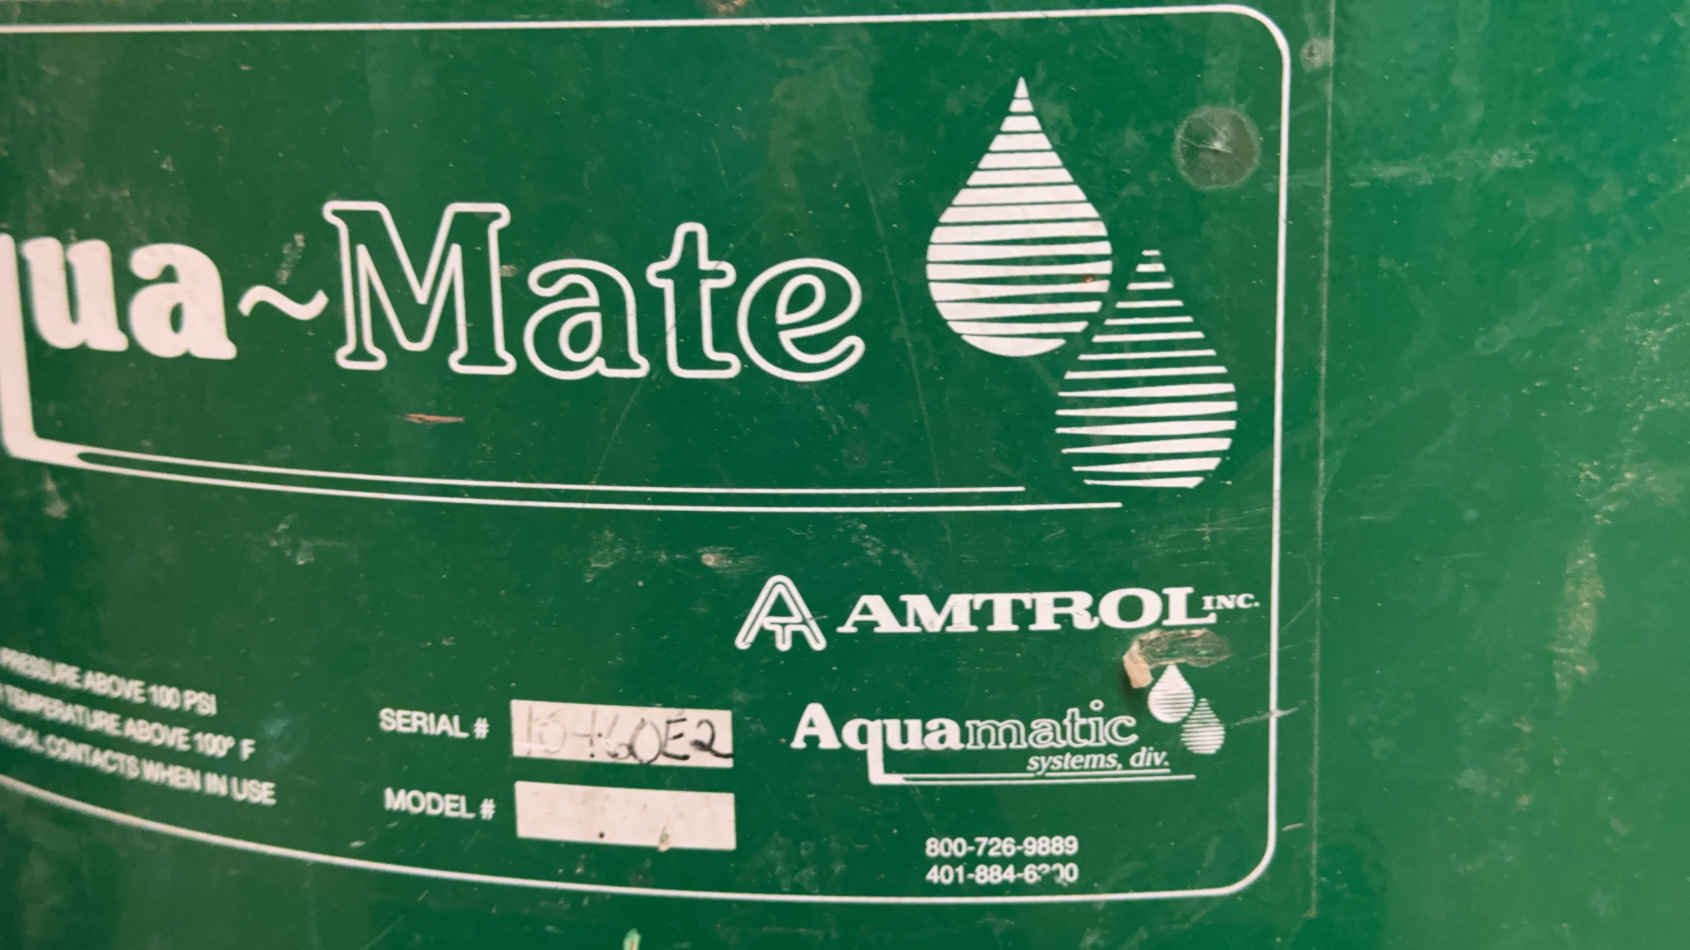 ua~Mate
AMTROL INC.
PRESSURE ABOVE 100 PSI
TEMPERATURE ABOVE 100° F
CONTACTS WHEN IN USE
SERIAL #
MODEL #
Aquamatic
systems, div.
800-726-9889